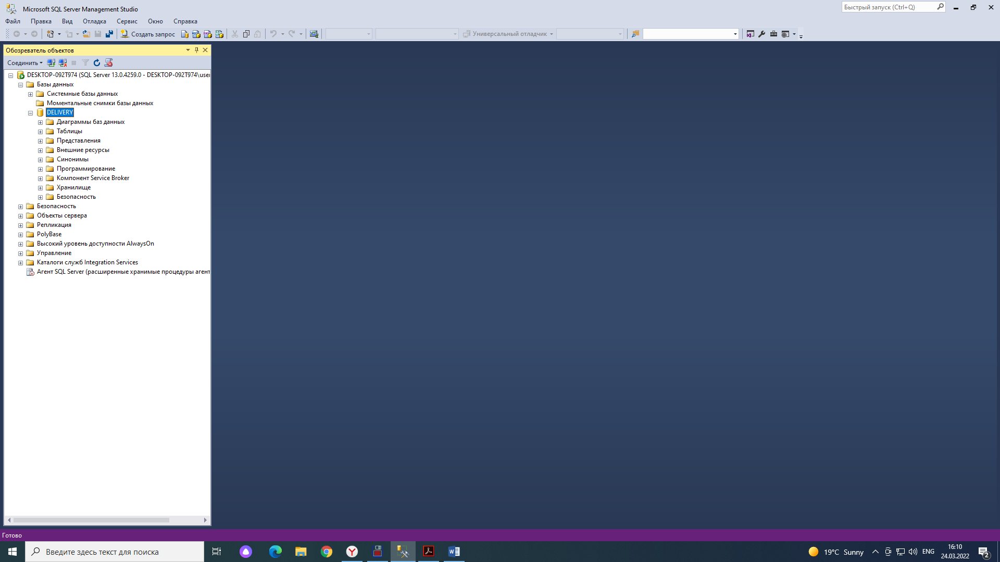 Microsoft SQL Server Management Studio
Быстрый запуск (Ctrl+Q)
Файл Правка Вид Отладка Сервис Окно Справка
Создать запрос
Универсальный отладчик
Обозреватель объектов
Соединить
DESKTOP-092T974 (SQL Server 13.0.4259.0 - DESKTOP-092T974\user
Базы данных
Системные базы данных
Моментальные снимки базы данных
DELIVERY
Диаграммы баз данных
Таблицы
Представления
Внешние ресурсы
Синонимы
Программирование
Компонент Service Broker
Хранилище
Безопасность
Безопасность
Объекты сервера
Репликация
PolyBase
Высокий уровень доступности AlwaysOn
Управление
Каталоги служб Integration Services
Агент SQL Server (расширенные хранимые процедуры агент
Готово
Введите здесь текст для поиска
19°C Sunny
ENG
16:10
24.03.2022
2